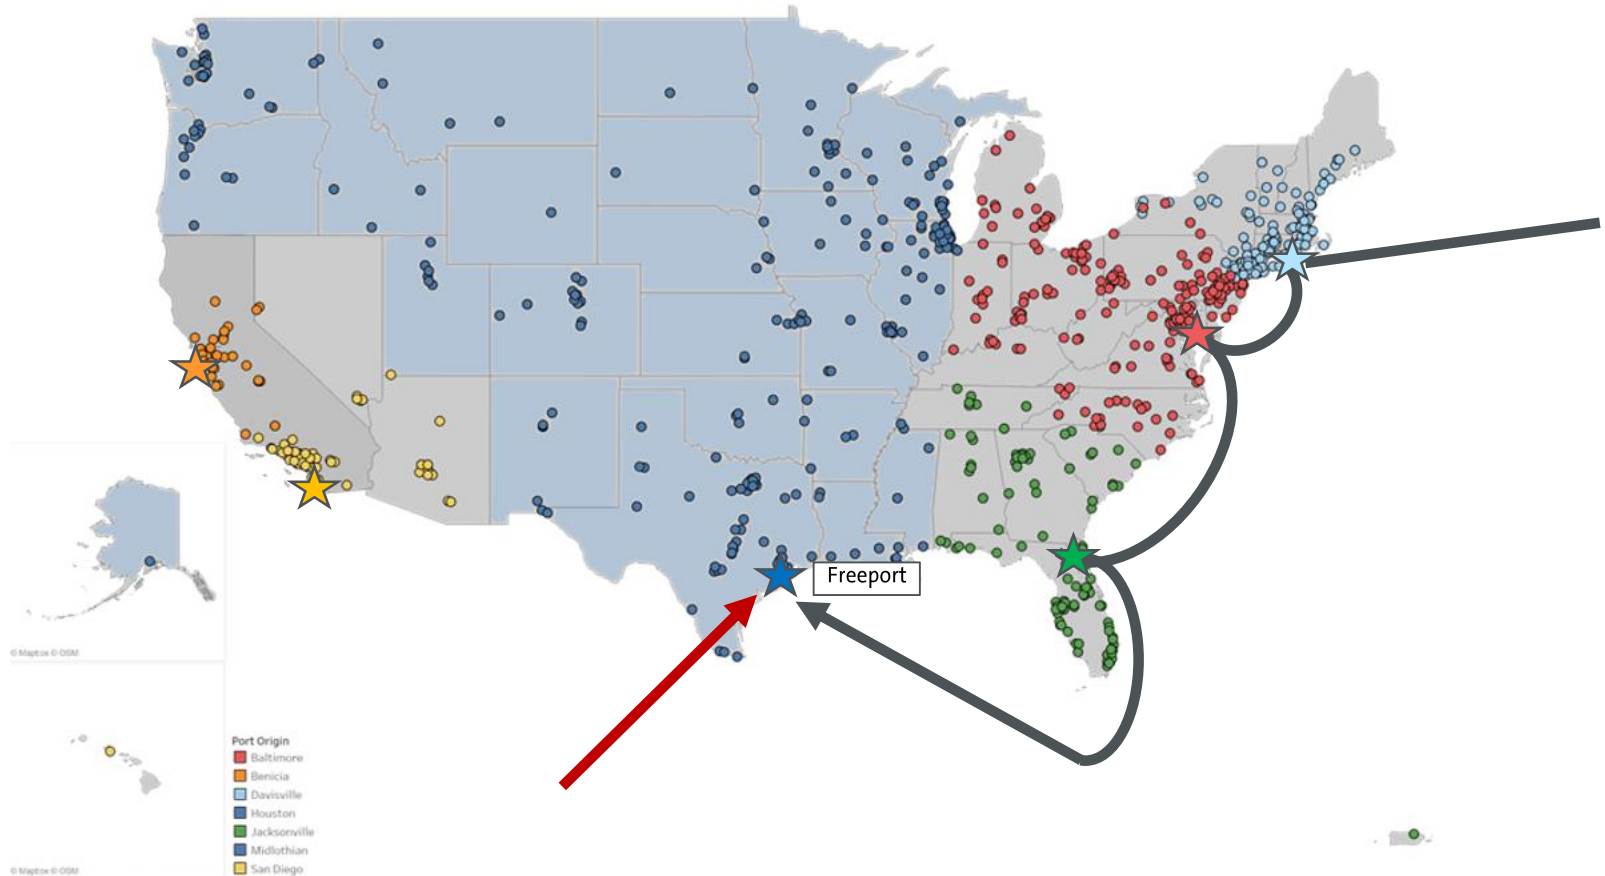 Freeport
© Mapbox © OSM
Port Origin
Baltimore
Benicia
Davisville
Houston
Jacksonville
Midlothian
San Diego
© Mapbox © OSM